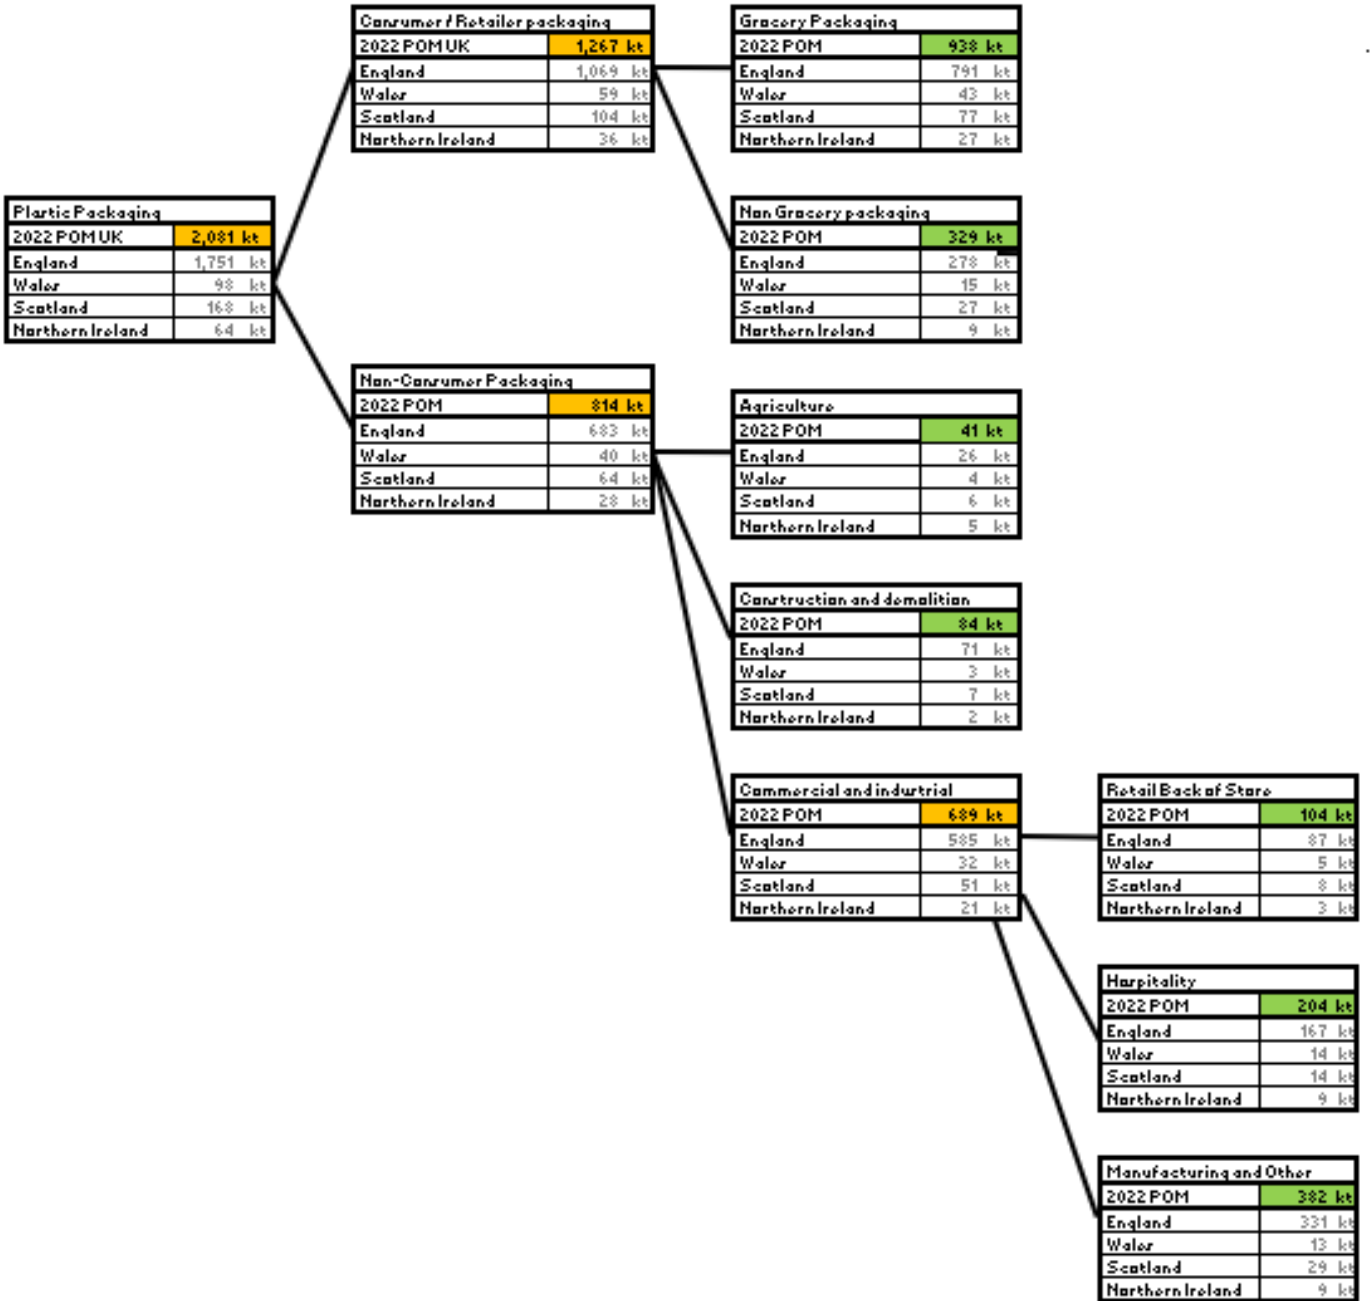 Consumer / Retailer packaging
2022 POM UK 1,267 kt
England 1,069 kt
Wales 59 kt
Scotland 104 kt
Northern Ireland 36 kt
Grocery Packaging
2022 POM 938 kt
England 791 kt
Wales 43 kt
Scotland 77 kt
Northern Ireland 27 kt
Plastic Packaging
2022 POM UK 2,081 kt
England 1,751 kt
Wales 98 kt
Scotland 168 kt
Northern Ireland 64 kt
Non Grocery packaging
2022 POM 329 kt
England 278 kt
Wales 15 kt
Scotland 27 kt
Northern Ireland 9 kt
Non-Consumer Packaging
2022 POM 814 kt
England 683 kt
Wales 40 kt
Scotland 64 kt
Northern Ireland 28 kt
Agriculture
2022 POM 41 kt
England 26 kt
Wales 4 kt
Scotland 6 kt
Northern Ireland 5 kt
Construction and demolition
2022 POM 84 kt
England 71 kt
Wales 3 kt
Scotland 7 kt
Northern Ireland 2 kt
Commercial and industrial
2022 POM 689 kt
England 585 kt
Wales 32 kt
Scotland 51 kt
Northern Ireland 21 kt
Retail Back of Store
2022 POM 104 kt
England 87 kt
Wales 5 kt
Scotland 8 kt
Northern Ireland 3 kt
Hospitality
2022 POM 204 kt
England 167 kt
Wales 14 kt
Scotland 14 kt
Northern Ireland 9 kt
Manufacturing and Other
2022 POM 382 kt
England 331 kt
Wales 13 kt
Scotland 29 kt
Northern Ireland 9 kt